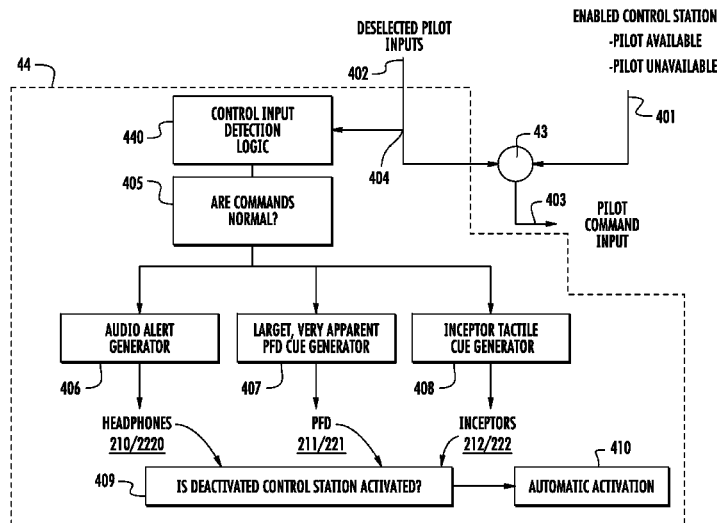 DESELECTED PILOT
INPUTS
402
ENABLED CONTROL STATION
-PILOT AVAILABLE
-PILOT UNAVAILABLE
401
44
440
CONTROL INPUT
DETECTION
LOGIC
404
43
405
ARE COMMANDS
NORMAL?
403
PILOT
COMMAND
INPUT
AUDIO ALERT
GENERATOR
406
LARGET, VERY APPARENT
PFD CUE GENERATOR
407
INCEPTOR TACTILE
CUE GENERATOR
408
HEADPHONES
210/2220
PFD
211/221
INCEPTORS
212/222
409
IS DEACTIVATED CONTROL STATION ACTIVATED?
410
AUTOMATIC ACTIVATION